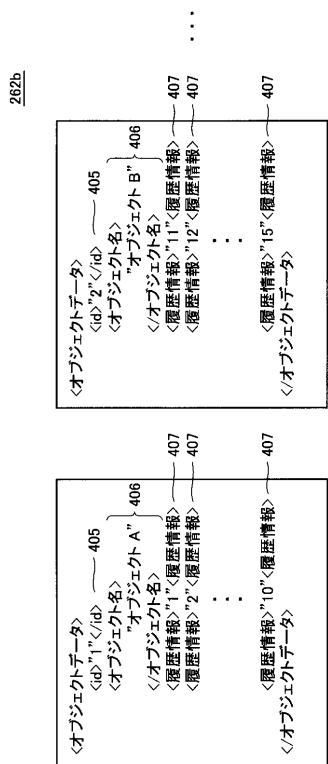 262b
<オブジェクトデータ>
<id>"1"</id> 405
<オブジェクト名>
"オブジェクト A" 406
</オブジェクト名>
<履歴情報>"1"<履歴情報> 407
<履歴情報>"2"<履歴情報> 407
⋮
<履歴情報>"10"<履歴情報> 407
</オブジェクトデータ>
<オブジェクトデータ>
<id>"2"</id> 405
<オブジェクト名>
"オブジェクト B" 406
</オブジェクト名>
<履歴情報>"11"<履歴情報> 407
<履歴情報>"12"<履歴情報> 407
⋮
<履歴情報>"15"<履歴情報> 407
</オブジェクトデータ>
...